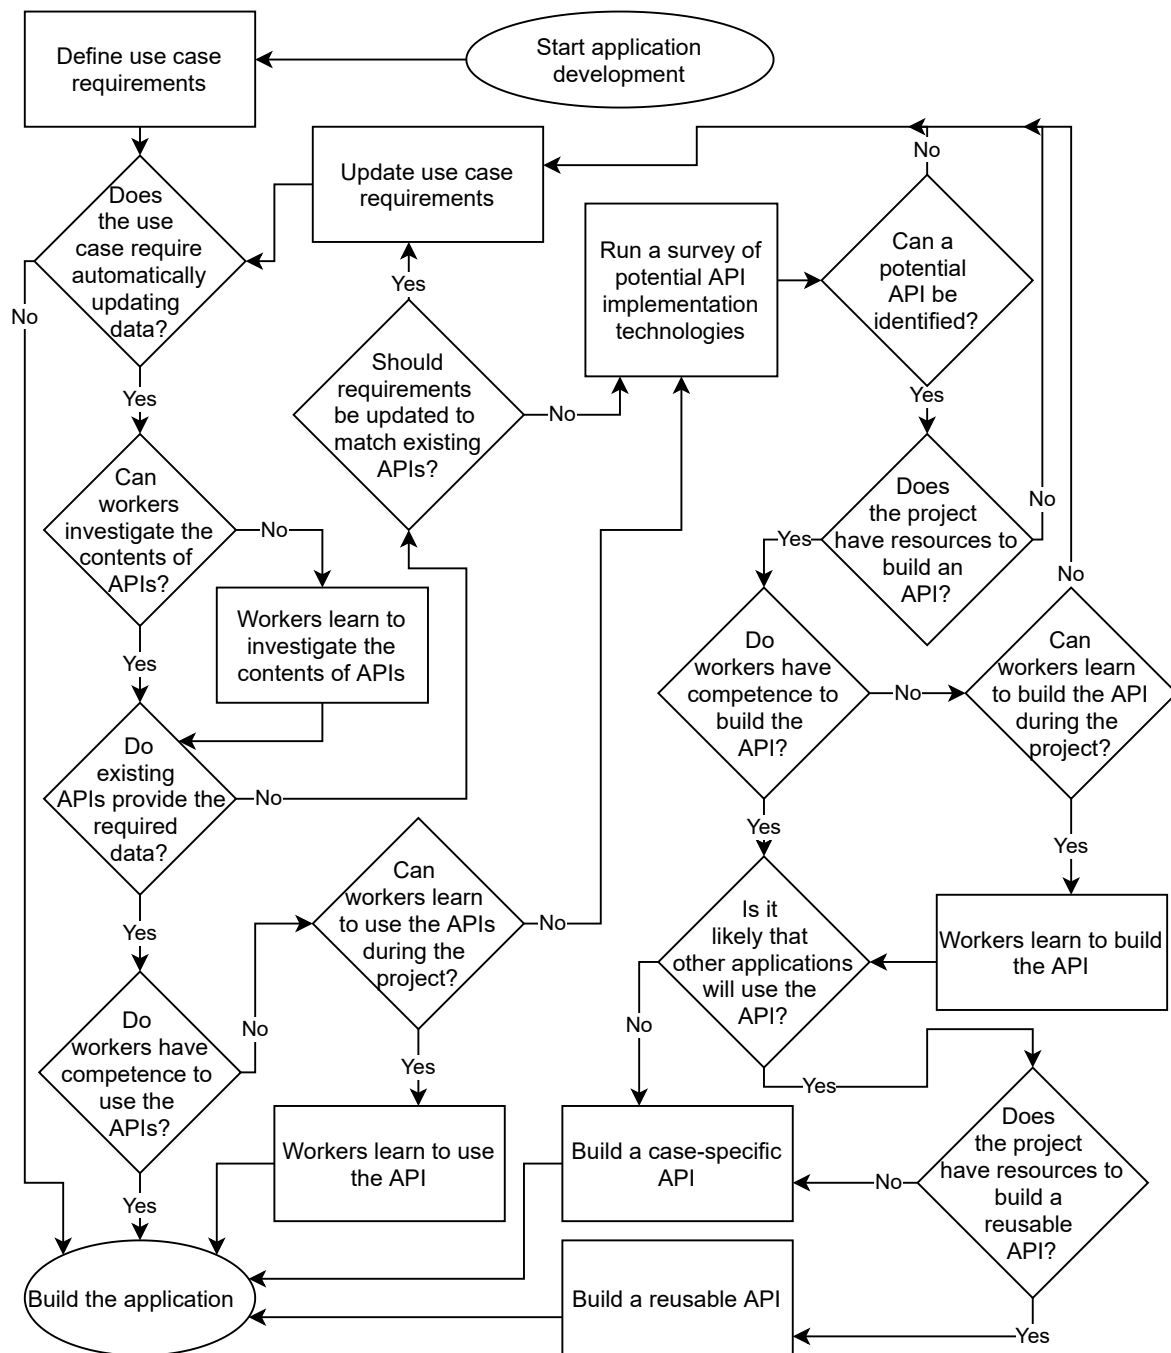 Start application
development
Define use case
requirements
Update use case
requirements
Does
the use
case require
automatically
updating
data?
No
Yes
Can
workers
investigate the
contents of
APIs?
No
Workers learn to
investigate the
contents of APIs
Yes
Do
existing
APIs provide the
required
data?
No
Yes
Should
requirements
be updated to
match existing
APIs?
Yes
No
Run a survey of
potential API
implementation
technologies
Can a
potential
API be
identified?
No
Yes
Does
the project
have resources to
build an
API?
No
Yes
Do
workers have
competence to
build the
API?
No
Yes
Can
workers learn
to build the API
during the
project?
No
Yes
Workers learn to build
the API
Is it
likely that
other applications
will use the
API?
No
Yes
Does
the project
have resources to
build a
reusable
API?
No
Yes
Do
workers have
competence to
use the
APIs?
No
Yes
Can
workers learn
to use the APIs
during the
project?
No
Yes
Workers learn to use
the API
Build a case-specific
API
Build a reusable API
Build the application